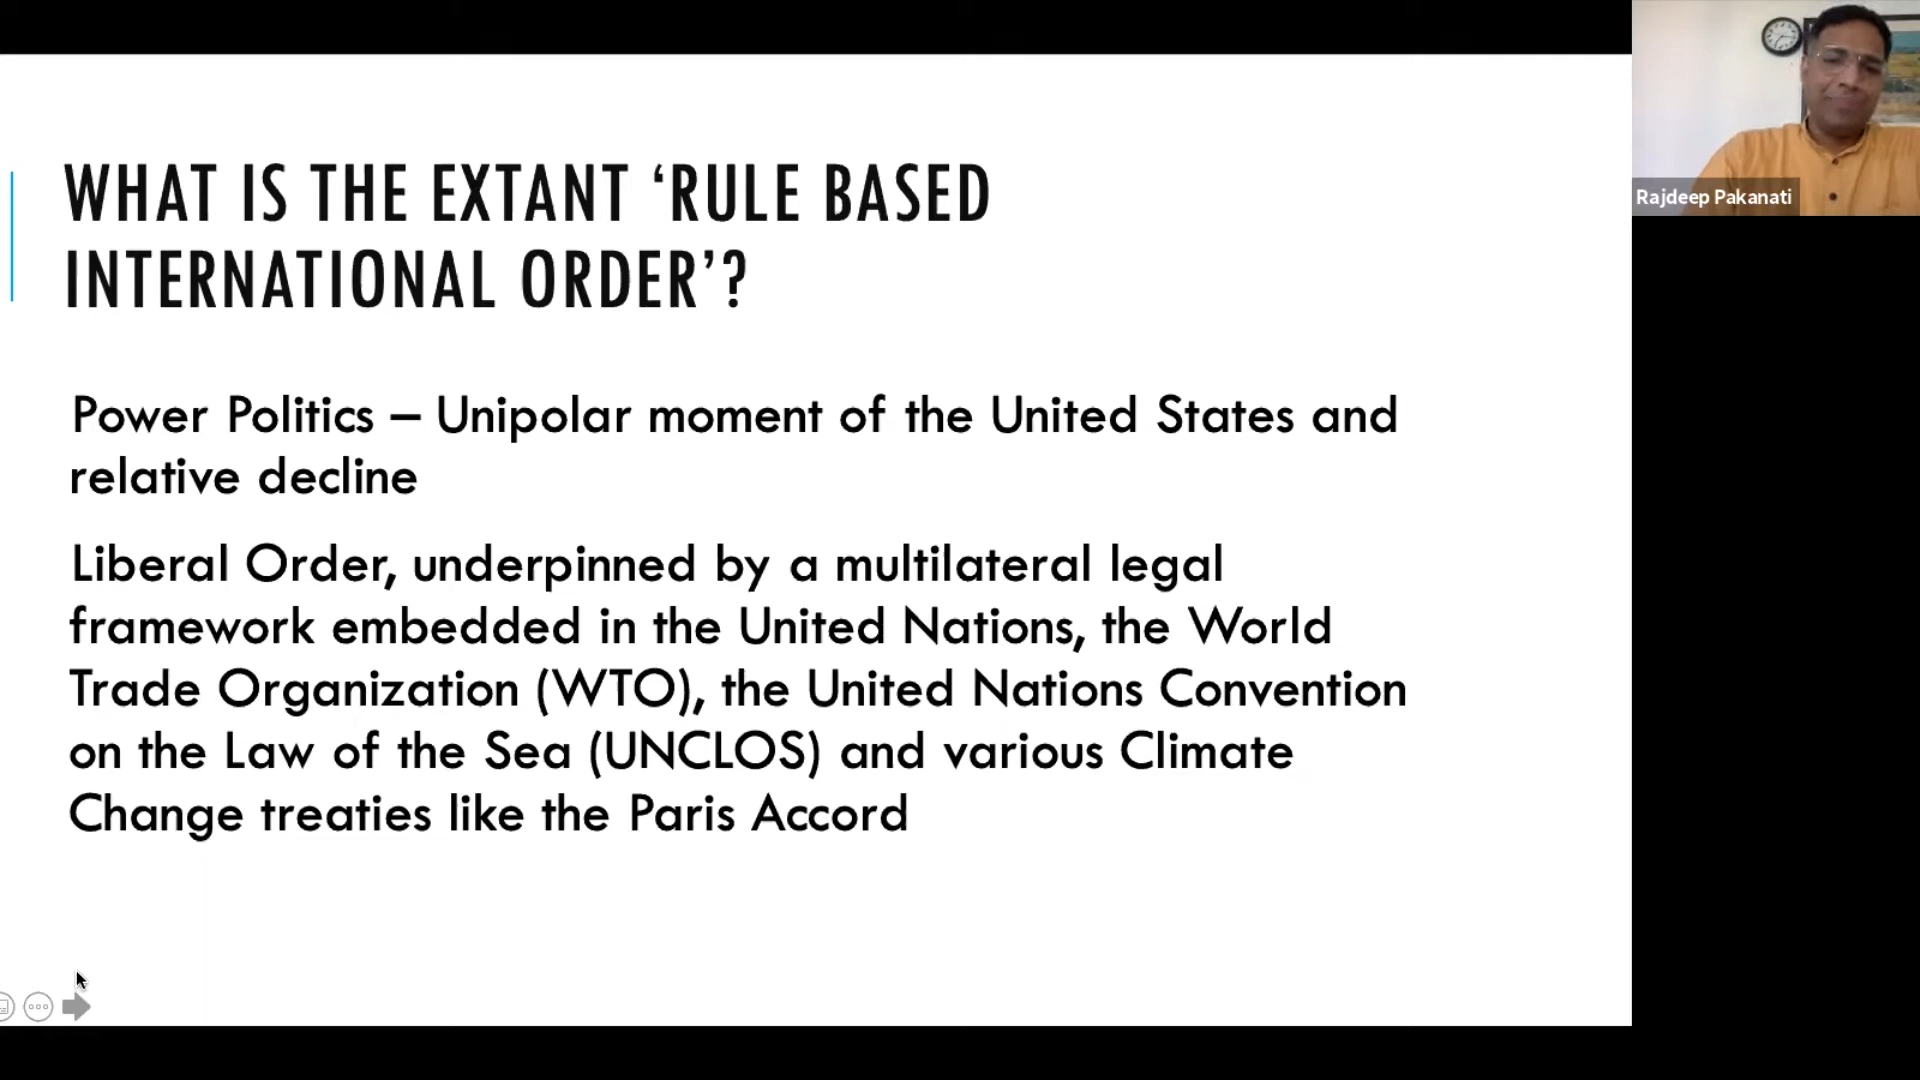 WHAT IS THE EXTANT ‘RULE BASED
INTERNATIONAL ORDER’?
Power Politics – Unipolar moment of the United States and
relative decline
Liberal Order, underpinned by a multilateral legal
framework embedded in the United Nations, the World
Trade Organization (WTO), the United Nations Convention
on the Law of the Sea (UNCLOS) and various Climate
Change treaties like the Paris Accord
Rajdeep Pakanati